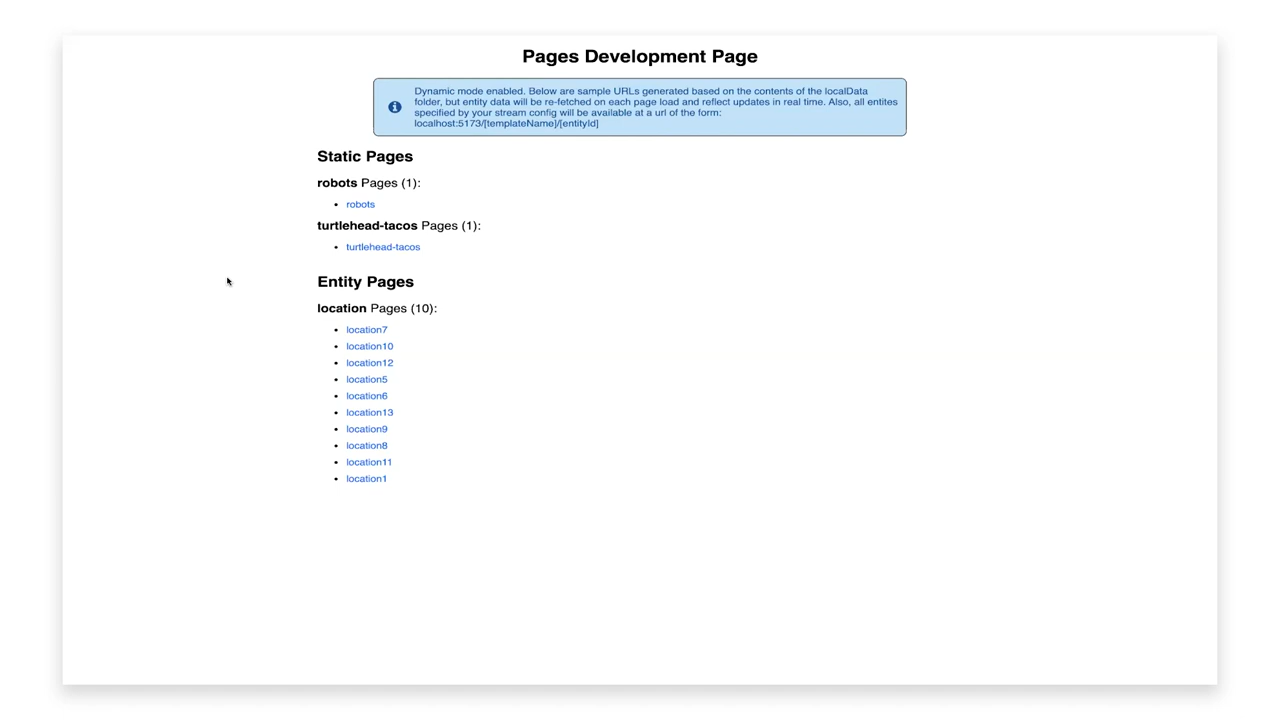 Pages Development Page
Dynamic mode enabled. Below are sample URLs generated based on the contents of the localData
folder, but entity data will be re-fetched on each page load and reflect updates in real time. Also, all entites
specified by your stream config will be available at a url of the form:
localhost:5173/[templateName]/[entityId]
Static Pages
robots Pages (1):
• robots
turtlehead-tacos Pages (1):
• turtlehead-tacos
Entity Pages
location Pages (10):
• location7
• location10
• location12
• location5
• location6
• location13
• location9
• location8
• location11
• location1